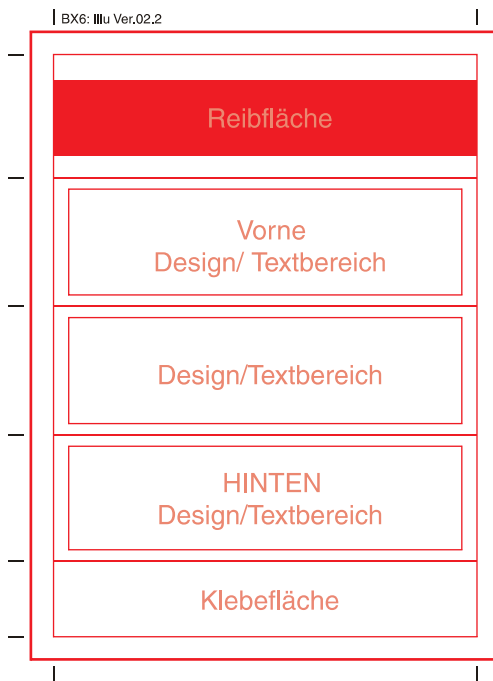 BX6: Illu Ver.02.2
Reibfläche
Vorne
Design/ Textbereich
Design/Textbereich
HINTEN
Design/Textbereich
Klebefläche